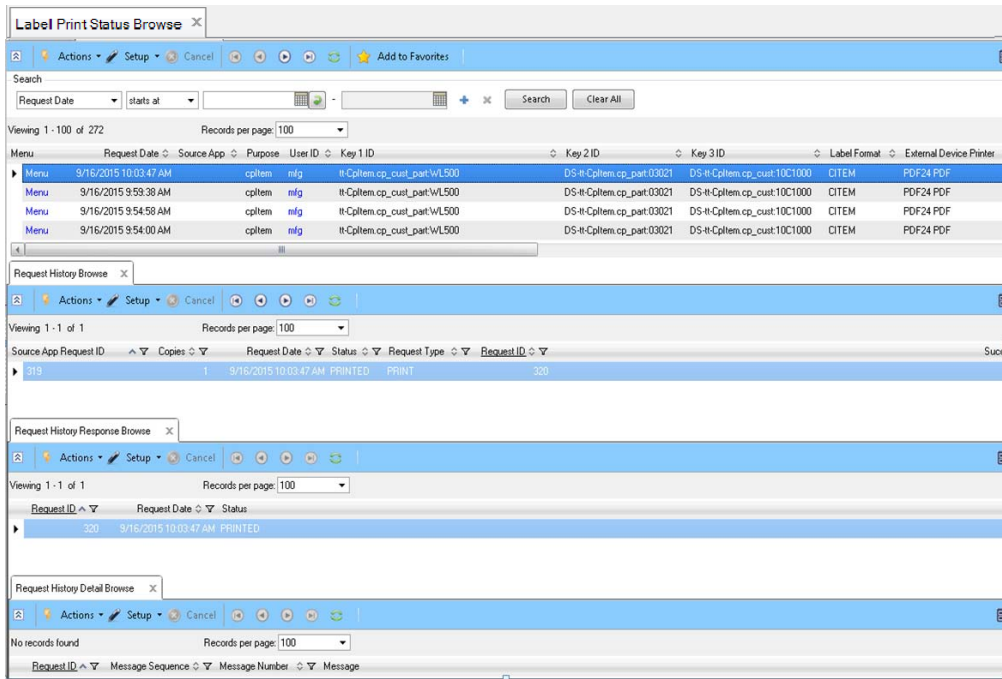 Label Print Status Browse
Actions Setup Cancel Add to Favorites
Search
Request Date starts at - Search Clear All
Viewing 1 - 100 of 272 Records per page: 100
Menu Request Date Source App Purpose User ID Key 1 ID Key 2 ID Key 3 ID Label Format External Device Printer
Menu 9/16/2015 10:03:47 AM cpItem mfg tt-CpItem.cp_cust_part:WL500 DS-tt-CpItem.cp_part:03021 DS-tt-CpItem.cp_cust:10C1000 CITEM PDF24 PDF
Menu 9/16/2015 9:59:38 AM cpItem mfg tt-CpItem.cp_cust_part:WL500 DS-tt-CpItem.cp_part:03021 DS-tt-CpItem.cp_cust:10C1000 CITEM PDF24 PDF
Menu 9/16/2015 9:54:58 AM cpItem mfg tt-CpItem.cp_cust_part:WL500 DS-tt-CpItem.cp_part:03021 DS-tt-CpItem.cp_cust:10C1000 CITEM PDF24 PDF
Menu 9/16/2015 9:54:00 AM cpItem mfg tt-CpItem.cp_cust_part:WL500 DS-tt-CpItem.cp_part:03021 DS-tt-CpItem.cp_cust:10C1000 CITEM PDF24 PDF
Request History Browse
Actions Setup Cancel
Viewing 1 - 1 of 1 Records per page: 100
Source App Request ID Copies Request Date Status Request Type Request ID Succ
319 1 9/16/2015 10:03:47 AM PRINTED PRINT 320
Request History Response Browse
Actions Setup Cancel
Viewing 1 - 1 of 1 Records per page: 100
Request ID Request Date Status
320 9/16/2015 10:03:47 AM PRINTED
Request History Detail Browse
Actions Setup Cancel
No records found Records per page: 100
Request ID Message Sequence Message Number Message